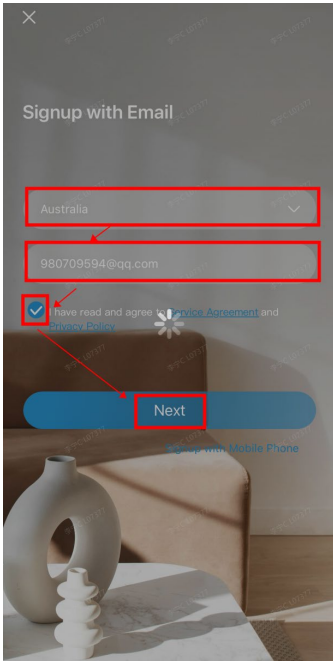 Signup with Email
Australia
980709594@qq.com
I have read and agree to Service Agreement and
Privacy Policy
Next
Signup with Mobile Phone